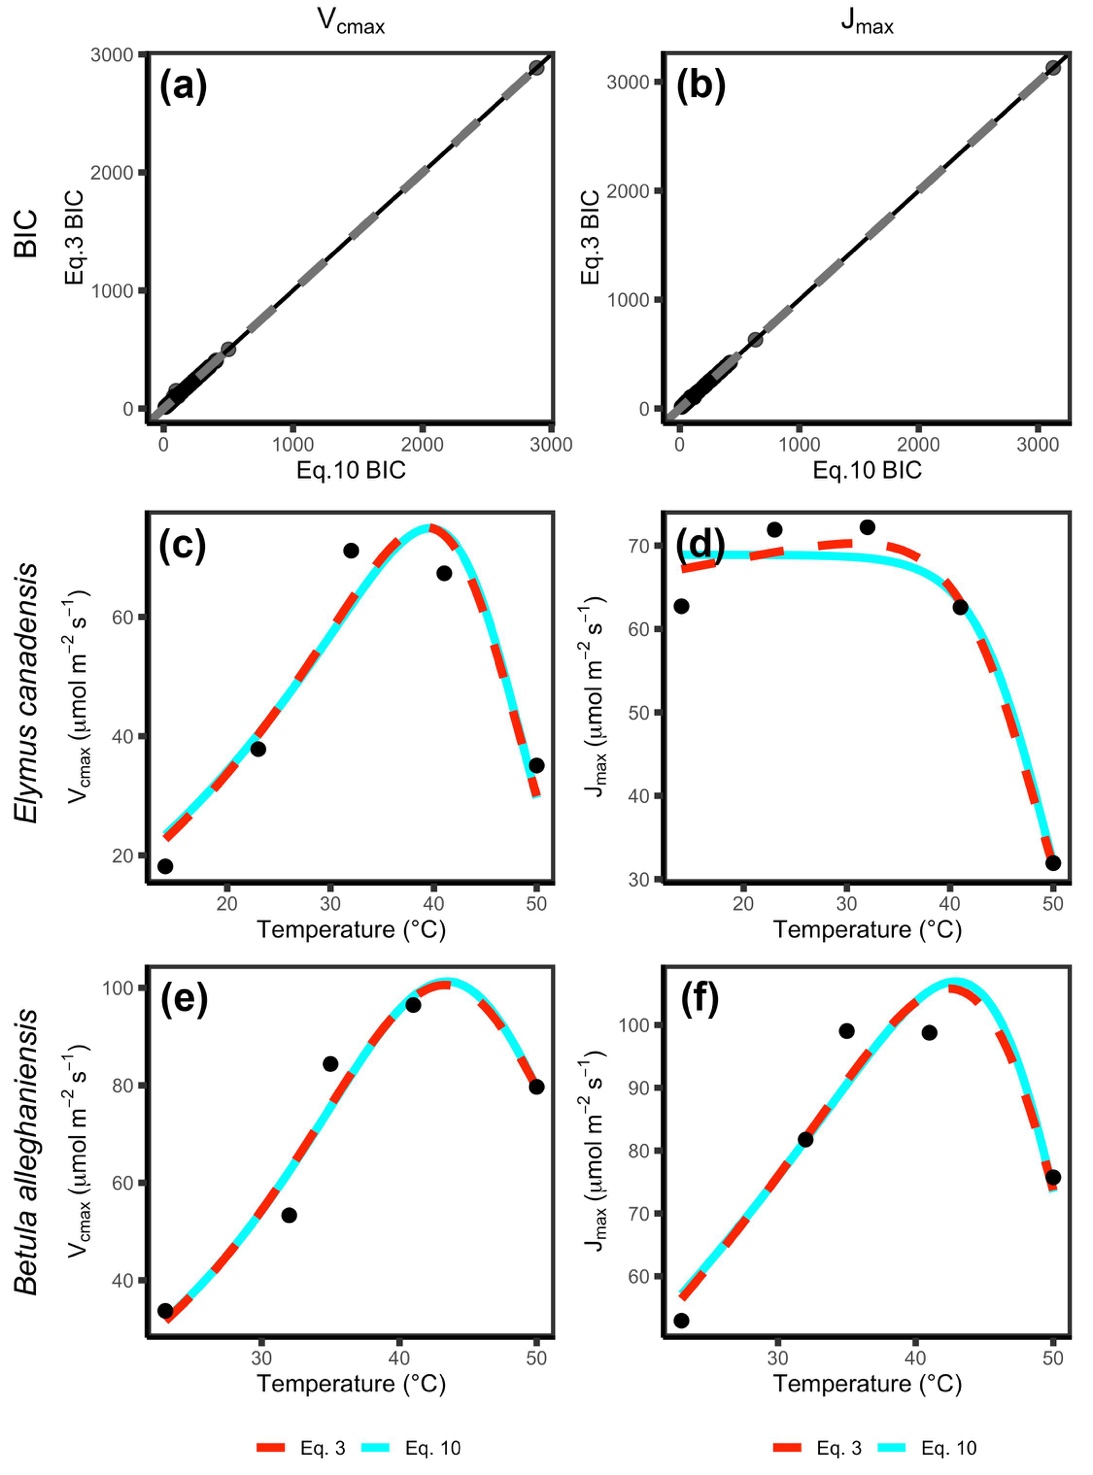 Vcmax
Jmax
BIC
(a)
Eq.3 BIC
3000
2000
1000
0
0 1000 2000 3000
Eq.10 BIC
(b)
Eq.3 BIC
3000
2000
1000
0
0 1000 2000 3000
Eq.10 BIC
Elymus canadensis
(c)
Vcmax (μmol m−2 s−1)
60
40
20
20 30 40 50
Temperature (°C)
(d)
Jmax (μmol m−2 s−1)
70
60
50
40
30
20 30 40 50
Temperature (°C)
Betula alleghaniensis
(e)
Vcmax (μmol m−2 s−1)
100
80
60
40
30 40 50
Temperature (°C)
(f)
Jmax (μmol m−2 s−1)
100
90
80
70
60
30 40 50
Temperature (°C)
Eq. 3 Eq. 10
Eq. 3 Eq. 10